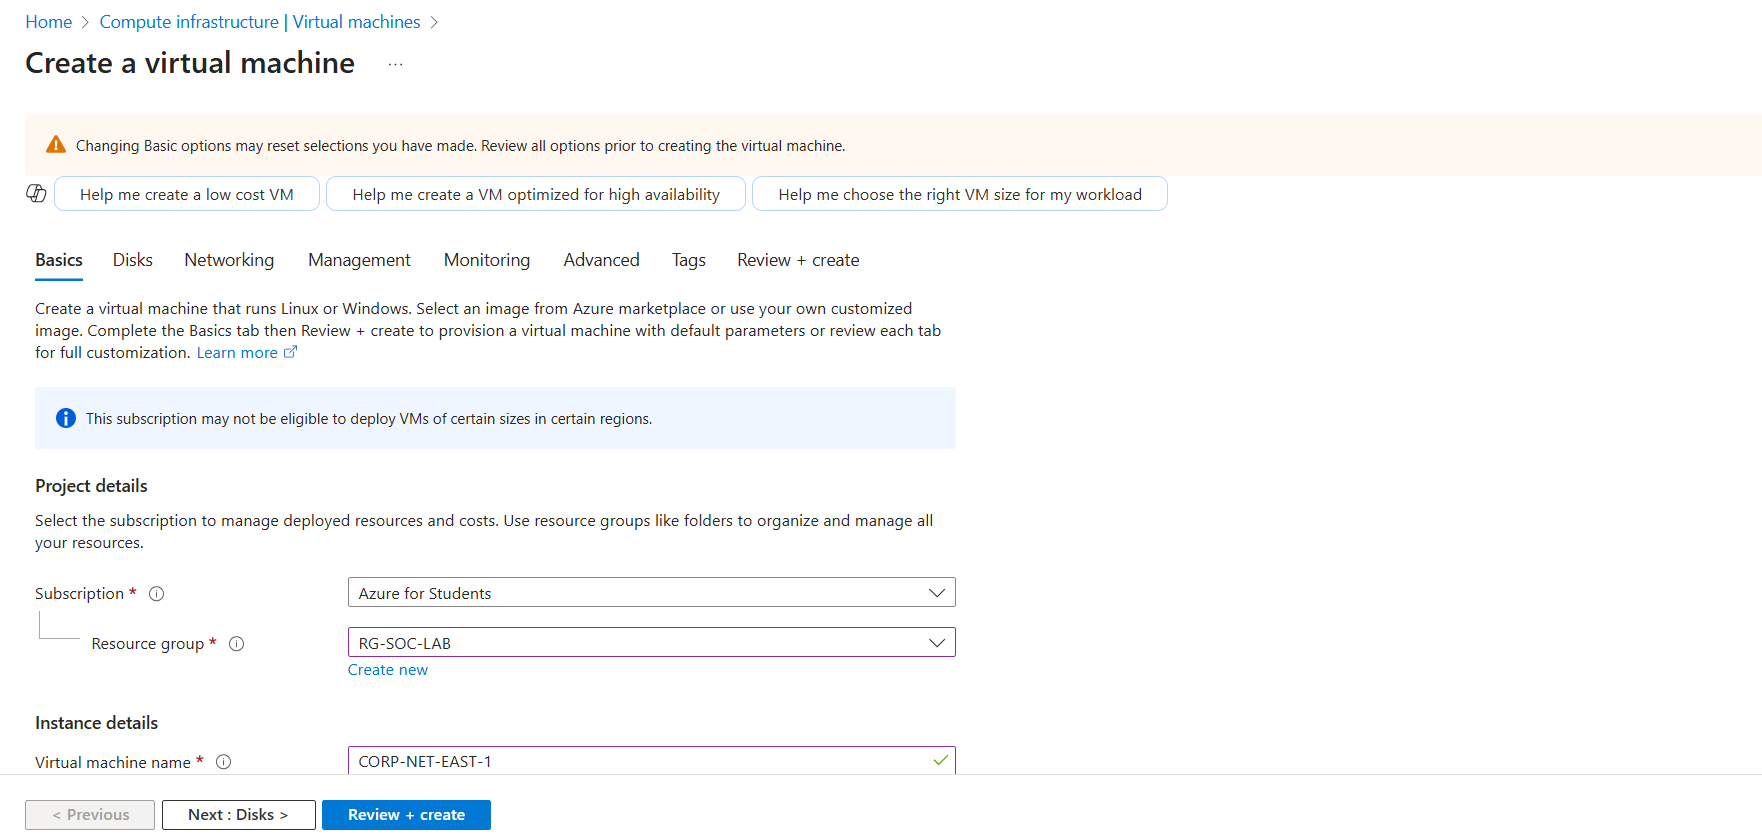 Home > Compute infrastructure | Virtual machines >
Create a virtual machine ...
Changing Basic options may reset selections you have made. Review all options prior to creating the virtual machine.
Help me create a low cost VM Help me create a VM optimized for high availability Help me choose the right VM size for my workload
Basics Disks Networking Management Monitoring Advanced Tags Review + create
Create a virtual machine that runs Linux or Windows. Select an image from Azure marketplace or use your own customized
image. Complete the Basics tab then Review + create to provision a virtual machine with default parameters or review each tab
for full customization. Learn more
This subscription may not be eligible to deploy VMs of certain sizes in certain regions.
Project details
Select the subscription to manage deployed resources and costs. Use resource groups like folders to organize and manage all
your resources.
Subscription * Azure for Students
Resource group * RG-SOC-LAB
Create new
Instance details
Virtual machine name * CORP-NET-EAST-1
< Previous Next : Disks > Review + create